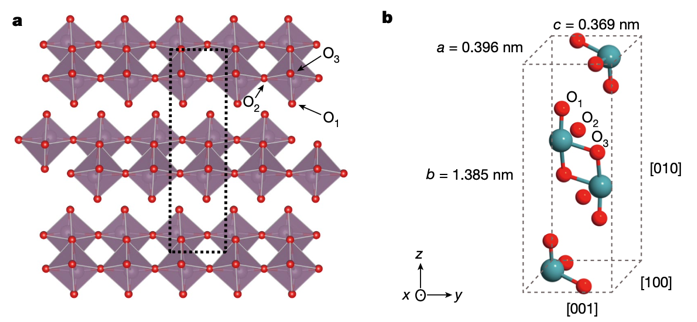 a
O3
O2
O1
b
c = 0.369 nm
a = 0.396 nm
O1
O2
O3
b = 1.385 nm
[010]
z
x
y
[100]
[001]